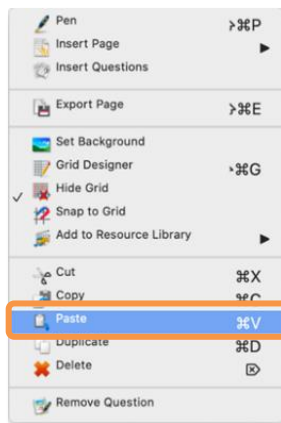 Pen ⌘P
Insert Page
Insert Questions
Export Page ⌘E
Set Background
Grid Designer ⌘G
Hide Grid
Snap to Grid
Add to Resource Library
Cut ⌘X
Copy ⌘C
Paste ⌘V
Duplicate ⌘D
Delete ⌦
Remove Question